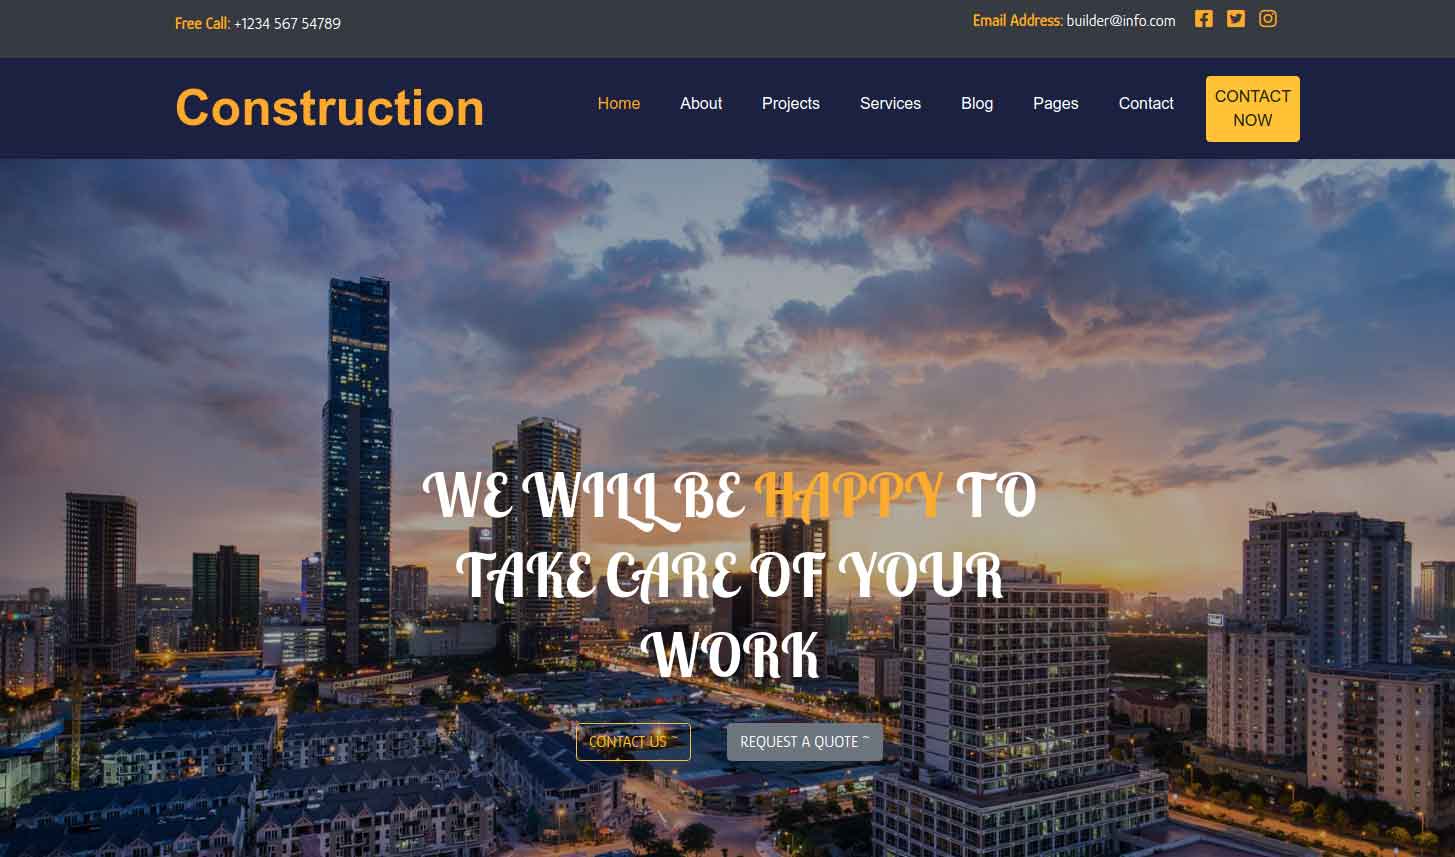 Free Call: +1234 567 54789
Email Address: builder@info.com
Construction
Home About Projects Services Blog Pages Contact
CONTACT
NOW
WE WILL BE HAPPY TO
TAKE CARE OF YOUR
WORK
CONTACT US ~
REQUEST A QUOTE ~